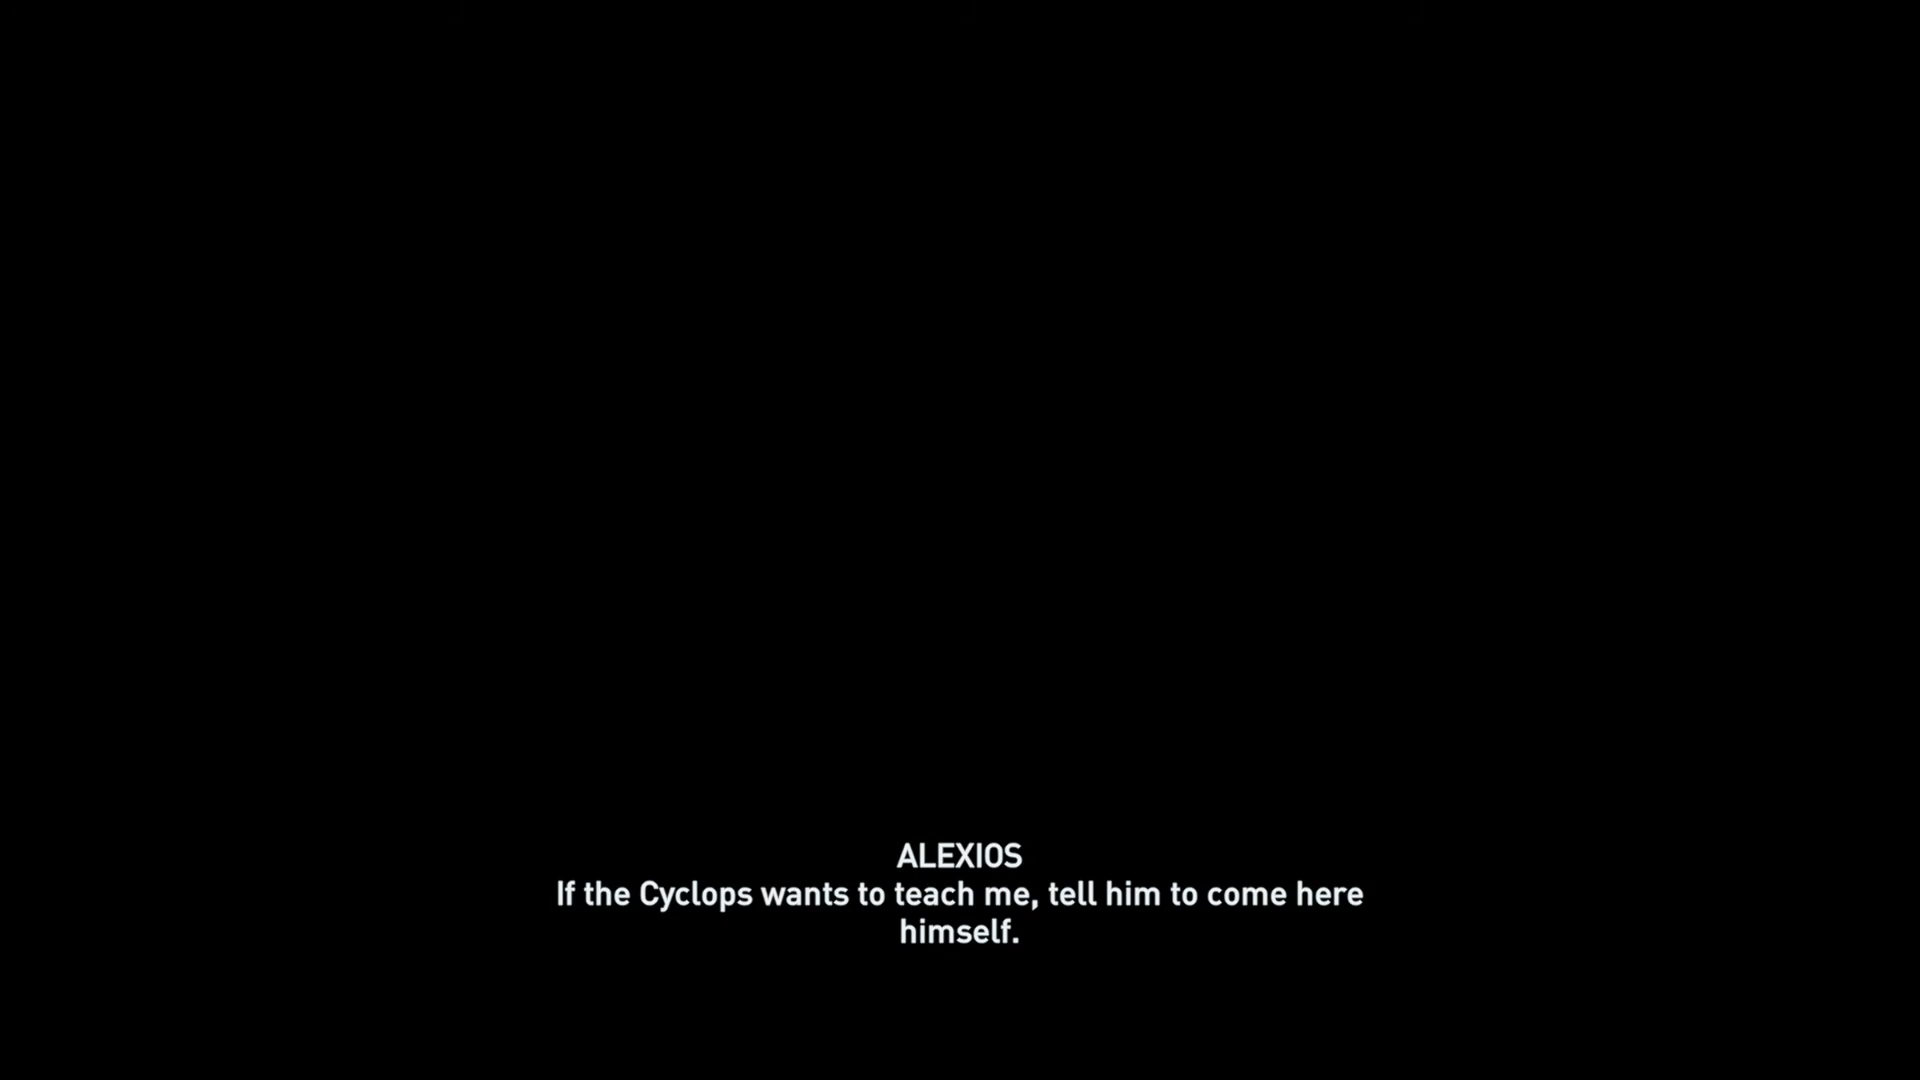 ALEXIOS
If the Cyclops wants to teach me, tell him to come here
himself.